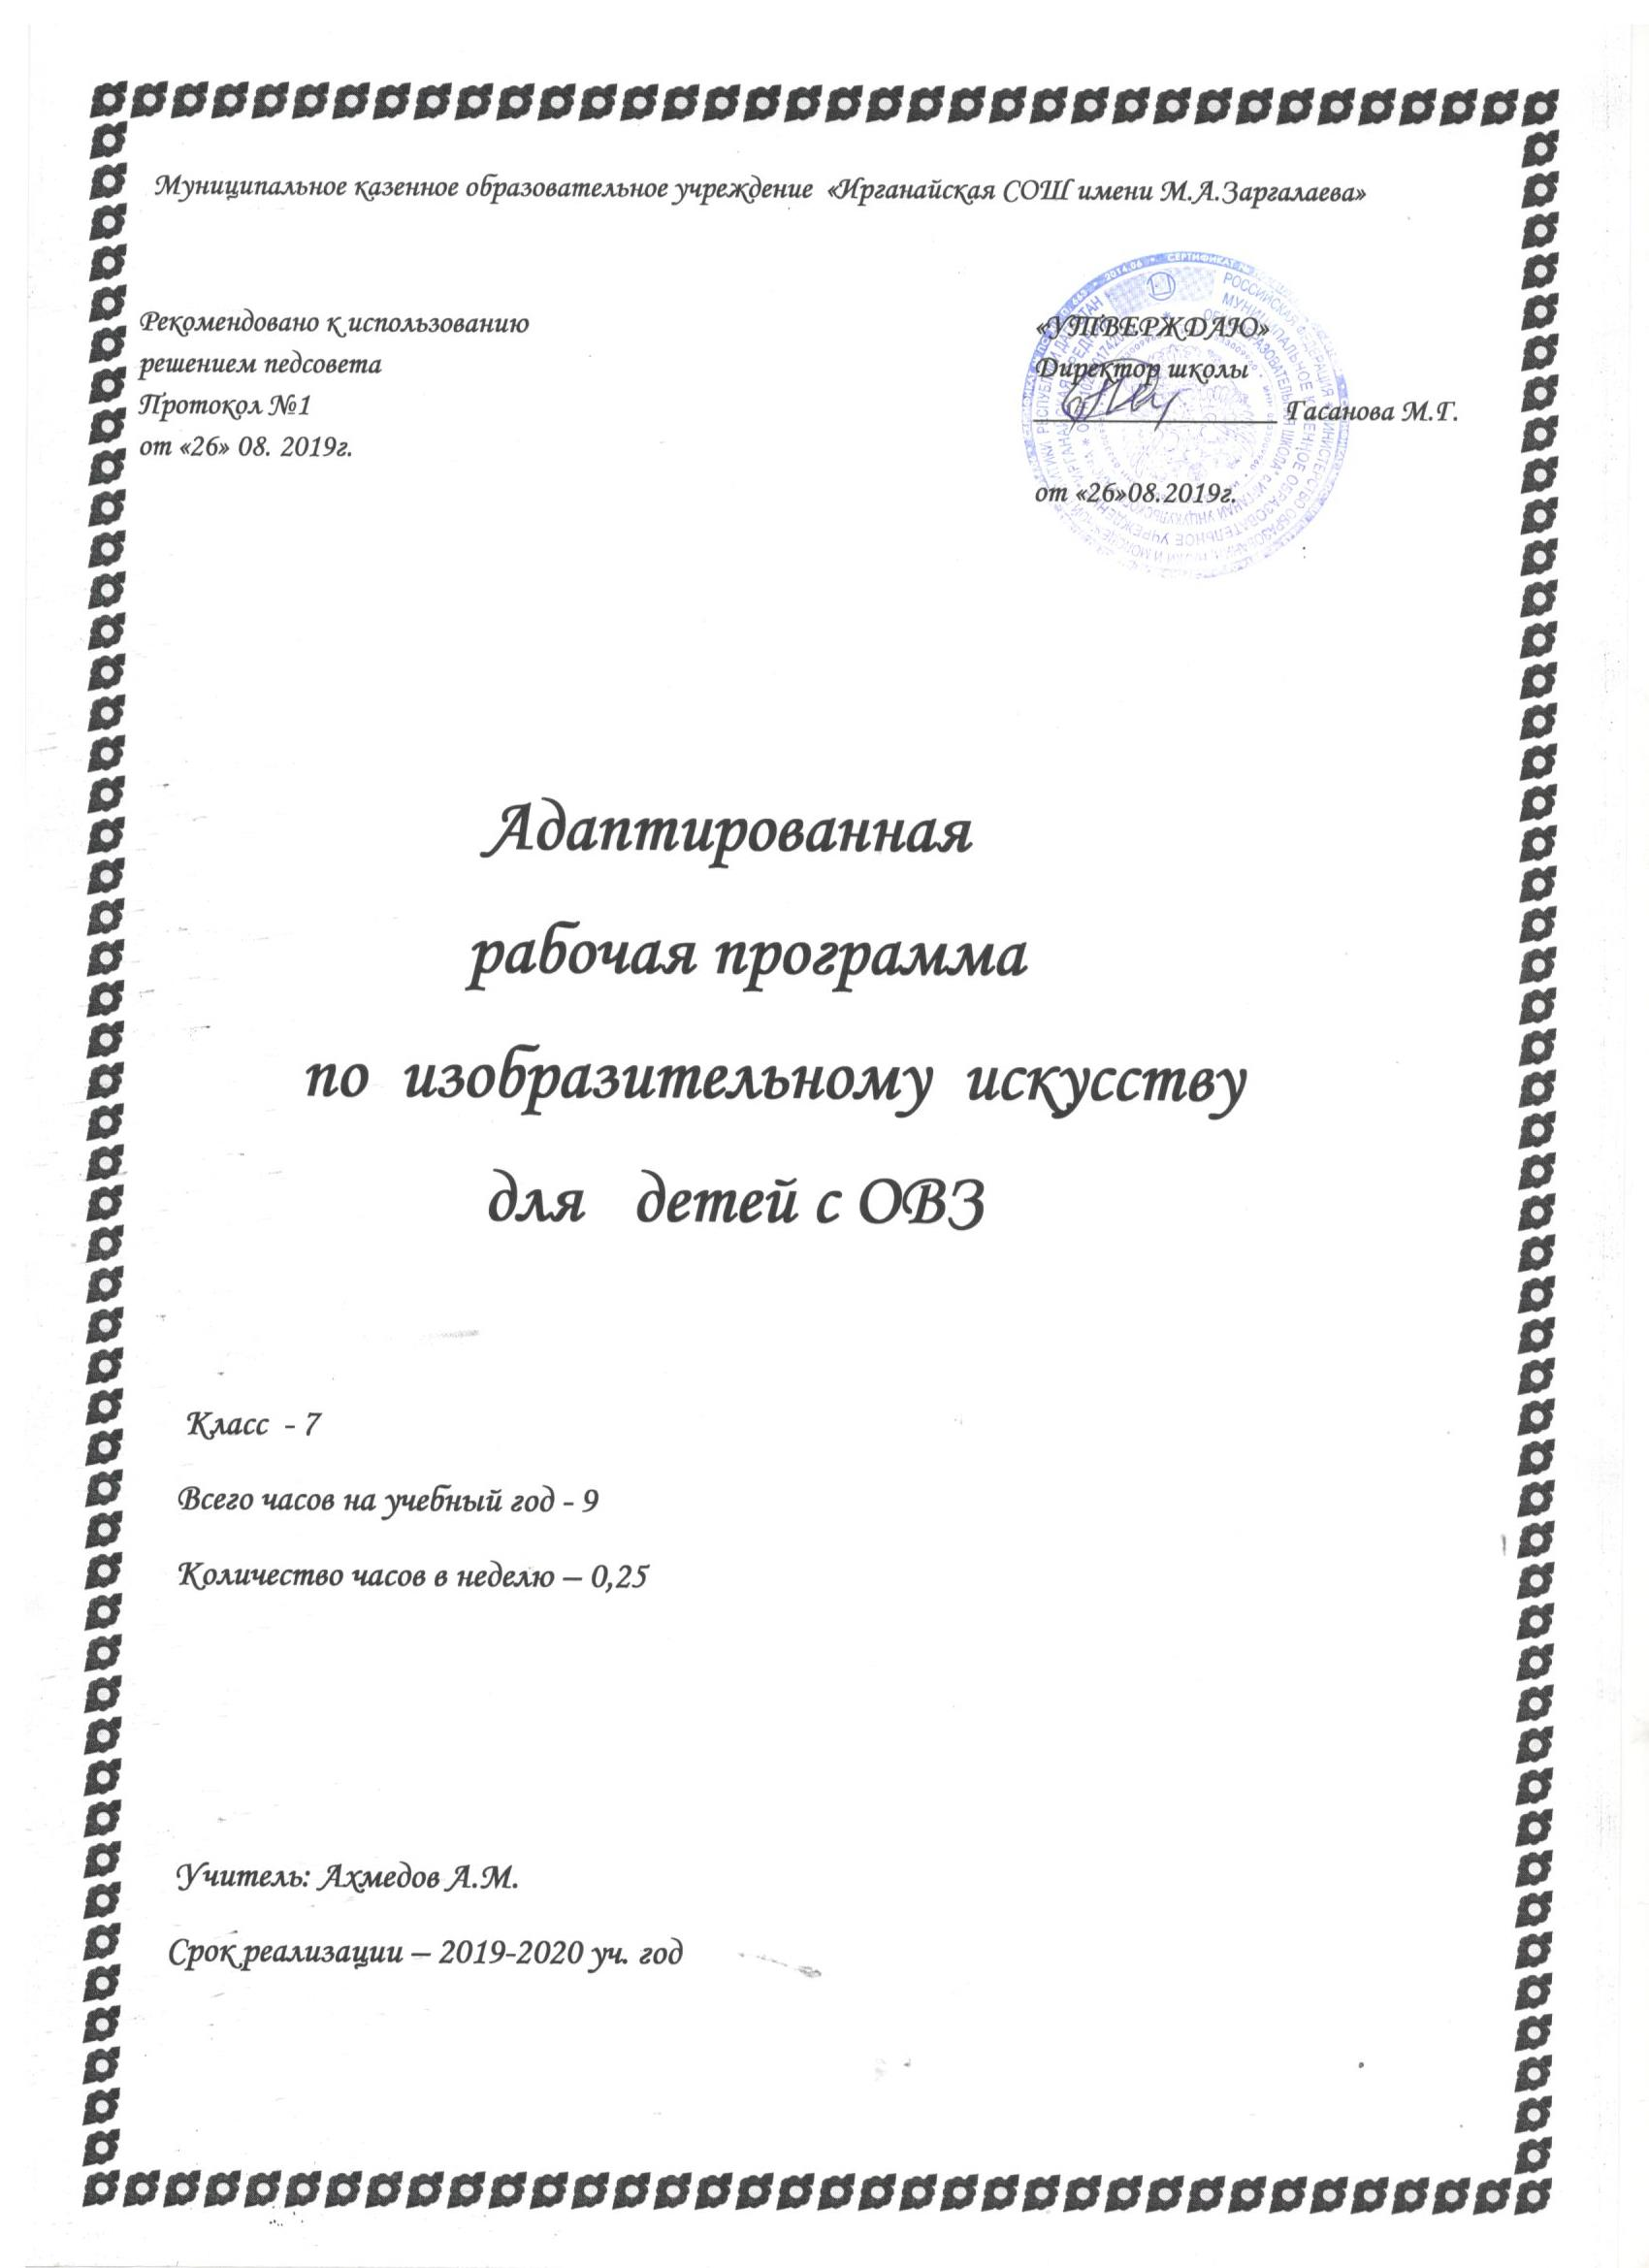 Муниципальное казенное образовательное учреждение «Ирганайская СОШ имени М.А.Заргалаева»
Рекомендовано к использованию
решением педсовета
Протокол №1
от «26» 08. 2019г.
«УТВЕРЖДАЮ»
Директор школы
Гасанова М.Г.
от «26»08.2019г.
Адаптированная
рабочая программа
по изобразительному искусству
для детей с ОВЗ
Класс - 7
Всего часов на учебный год - 9
Количество часов в неделю – 0,25
Учитель: Ахмедов А.М.
Срок реализации – 2019-2020 уч. год